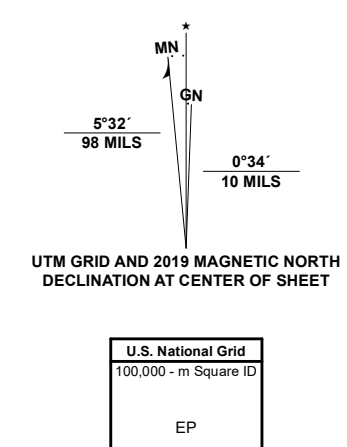 ★
MN
GN
5°32´
98 MILS
0°34´
10 MILS
UTM GRID AND 2019 MAGNETIC NORTH
DECLINATION AT CENTER OF SHEET
U.S. National Grid
100,000 - m Square ID
EP